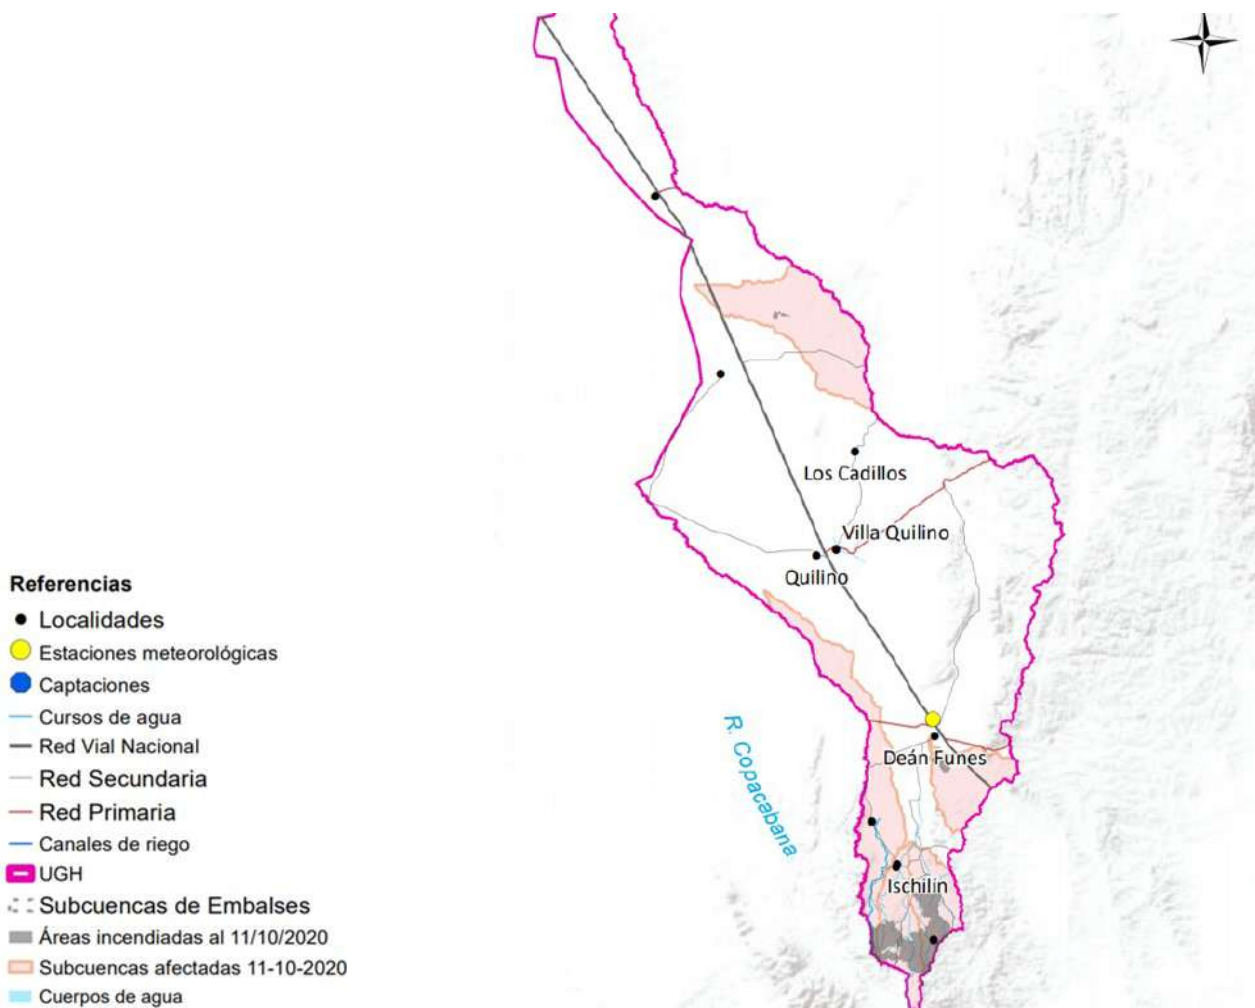 Los Cadillos
Villa Quilino
Quilino
R. Copacabana
Deán Funes
Ischilín
Referencias
Localidades
Estaciones meteorológicas
Captaciones
Cursos de agua
Red Vial Nacional
Red Secundaria
Red Primaria
Canales de riego
UGH
Subcuencas de Embalses
Áreas incendiadas al 11/10/2020
Subcuencas afectadas 11-10-2020
Cuerpos de agua